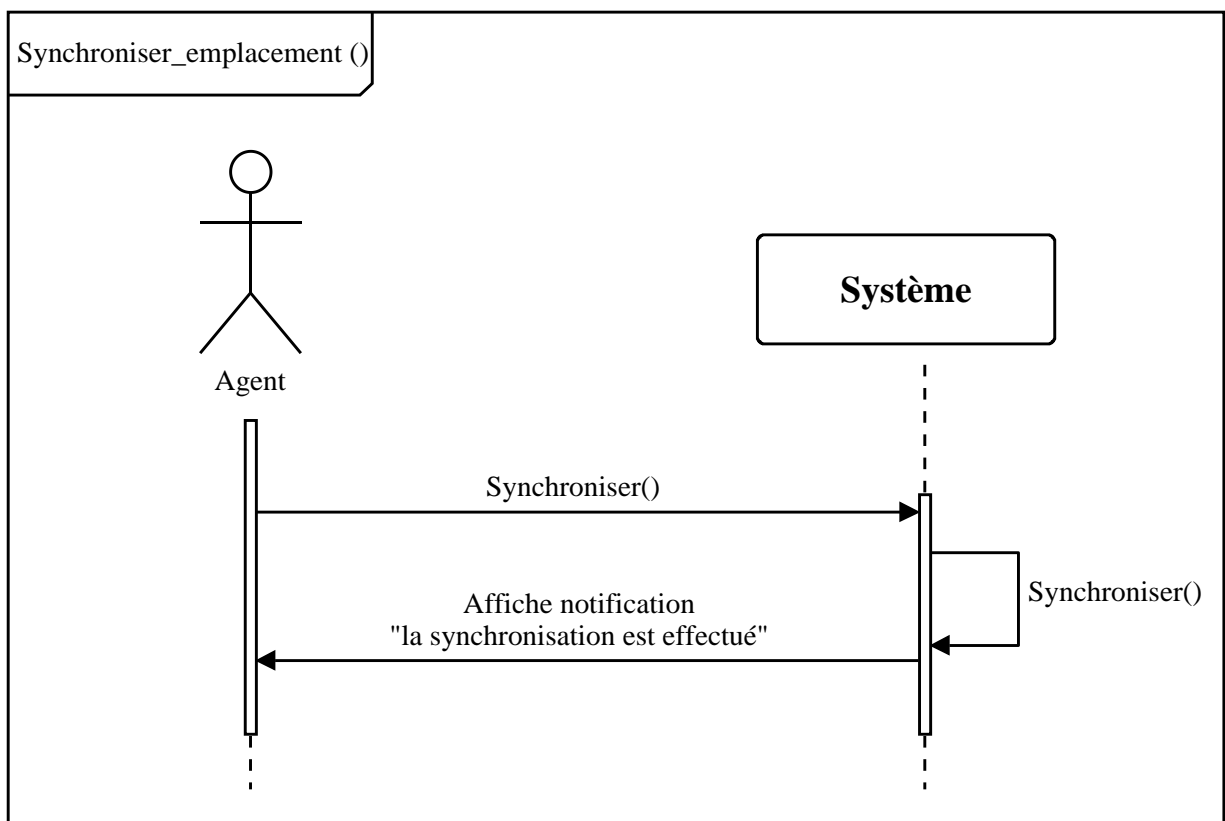 Synchroniser_emplacement ()
Système
Agent
Synchroniser()
Synchroniser()
Affiche notification
"la synchronisation est effectué"